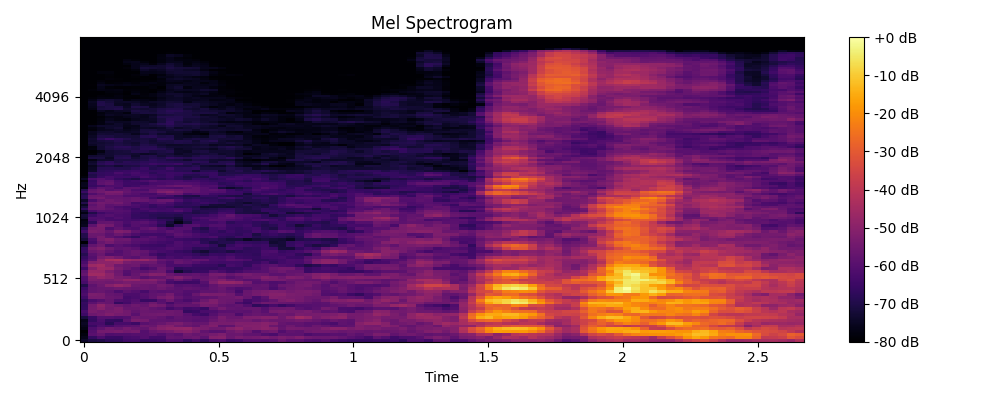 Mel Spectrogram
+0 dB
-10 dB
-20 dB
-30 dB
-40 dB
-50 dB
-60 dB
-70 dB
-80 dB
Hz
4096
2048
1024
512
0
0
0.5
1
1.5
2
2.5
Time